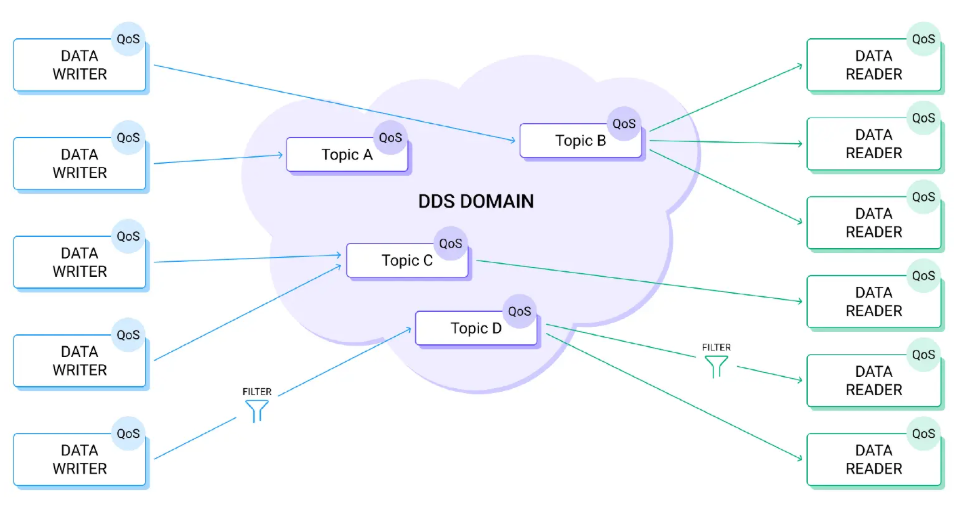 QoS
DATA
WRITER
QoS
DATA
WRITER
QoS
DATA
WRITER
QoS
DATA
WRITER
QoS
DATA
WRITER
FILTER
QoS
Topic A
QoS
Topic B
DDS DOMAIN
QoS
Topic C
QoS
Topic D
FILTER
QoS
DATA
READER
QoS
DATA
READER
QoS
DATA
READER
QoS
DATA
READER
QoS
DATA
READER
QoS
DATA
READER